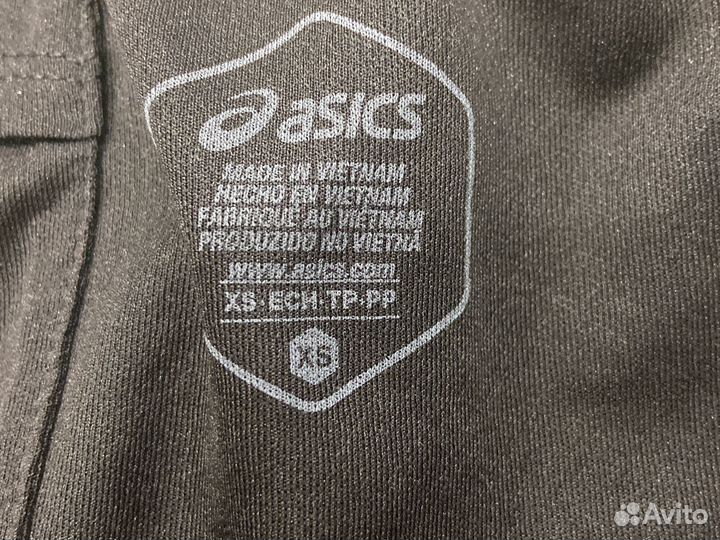 asics
MADE IN VIETNAM
HECHO EN VIETNAM
FABRIQUÉ AU VIETNAM
PRODUZIDO NO VIETNÃ
www.asics.com
XS·ECH·TP·PP
XS
Avito